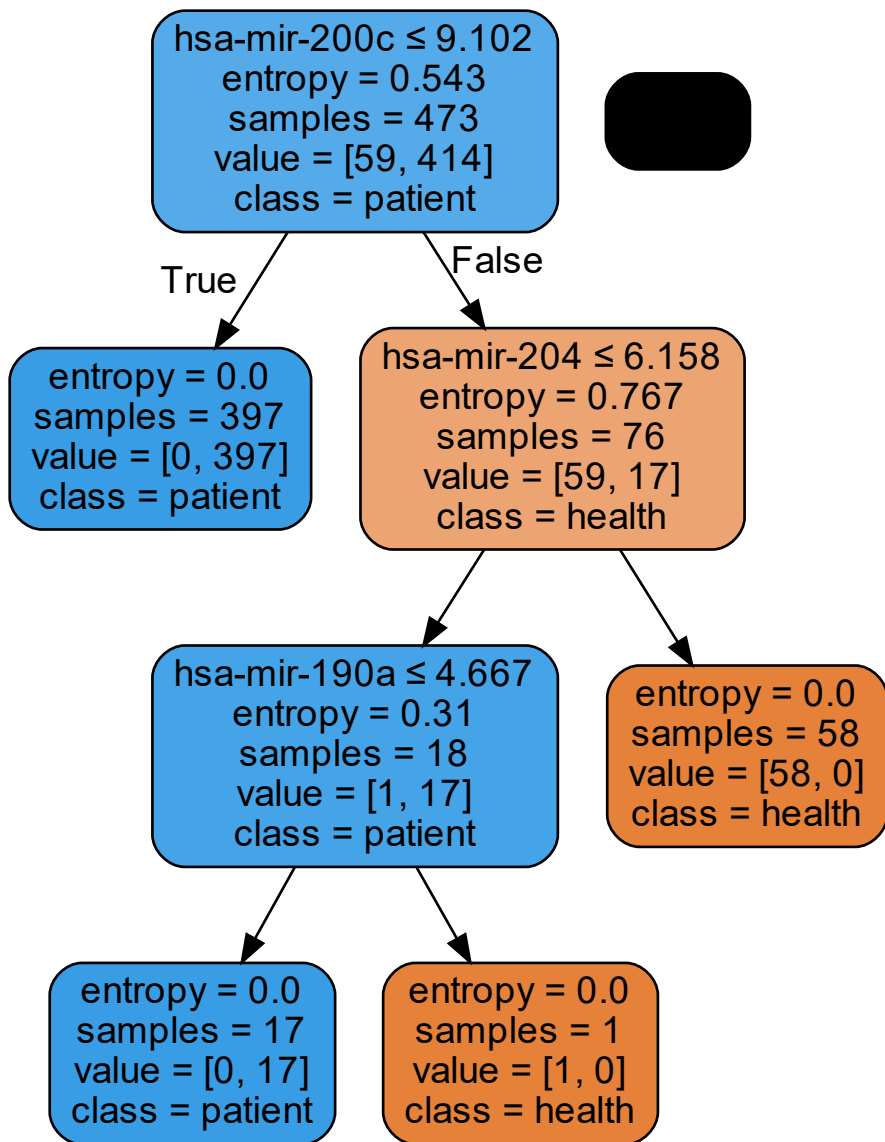 hsa-mir-200c ≤ 9.102
entropy = 0.543
samples = 473
value = [59, 414]
class = patient
True
False
entropy = 0.0
samples = 397
value = [0, 397]
class = patient
hsa-mir-204 ≤ 6.158
entropy = 0.767
samples = 76
value = [59, 17]
class = health
hsa-mir-190a ≤ 4.667
entropy = 0.31
samples = 18
value = [1, 17]
class = patient
entropy = 0.0
samples = 58
value = [58, 0]
class = health
entropy = 0.0
samples = 17
value = [0, 17]
class = patient
entropy = 0.0
samples = 1
value = [1, 0]
class = health